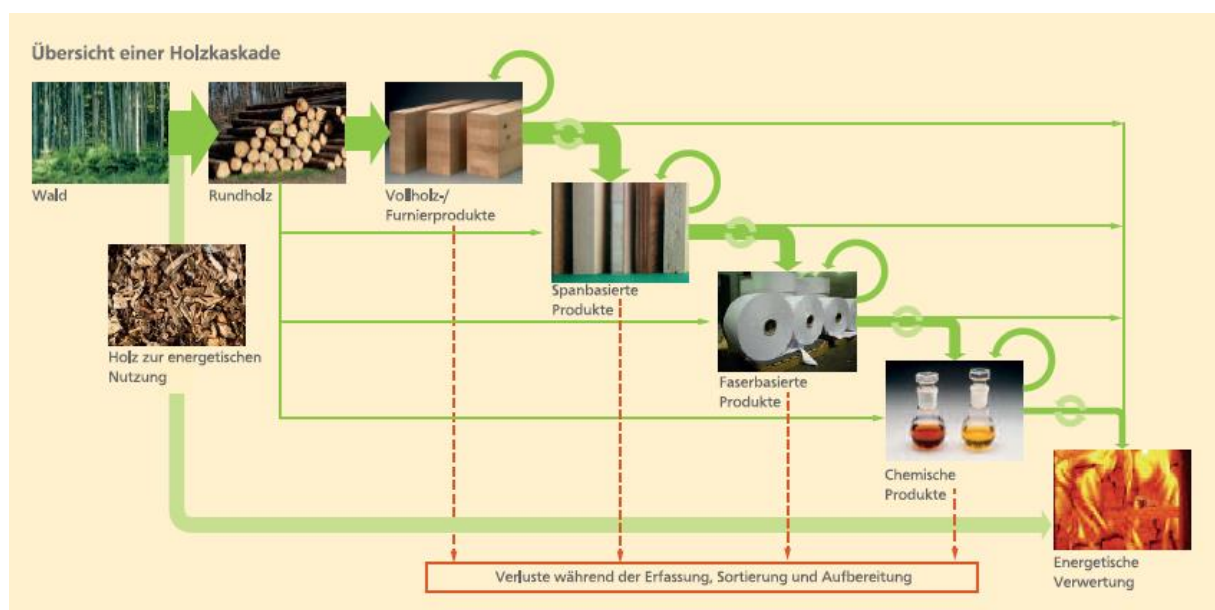 Übersicht einer Holzkaskade
Wald
Rundholz
Vollholz-/
Furnierprodukte
Spanbasierte
Produkte
Holz zur energetischen
Nutzung
Faserbasierte
Produkte
Chemische
Produkte
Energetische
Verwertung
Verluste während der Erfassung, Sortierung und Aufbereitung